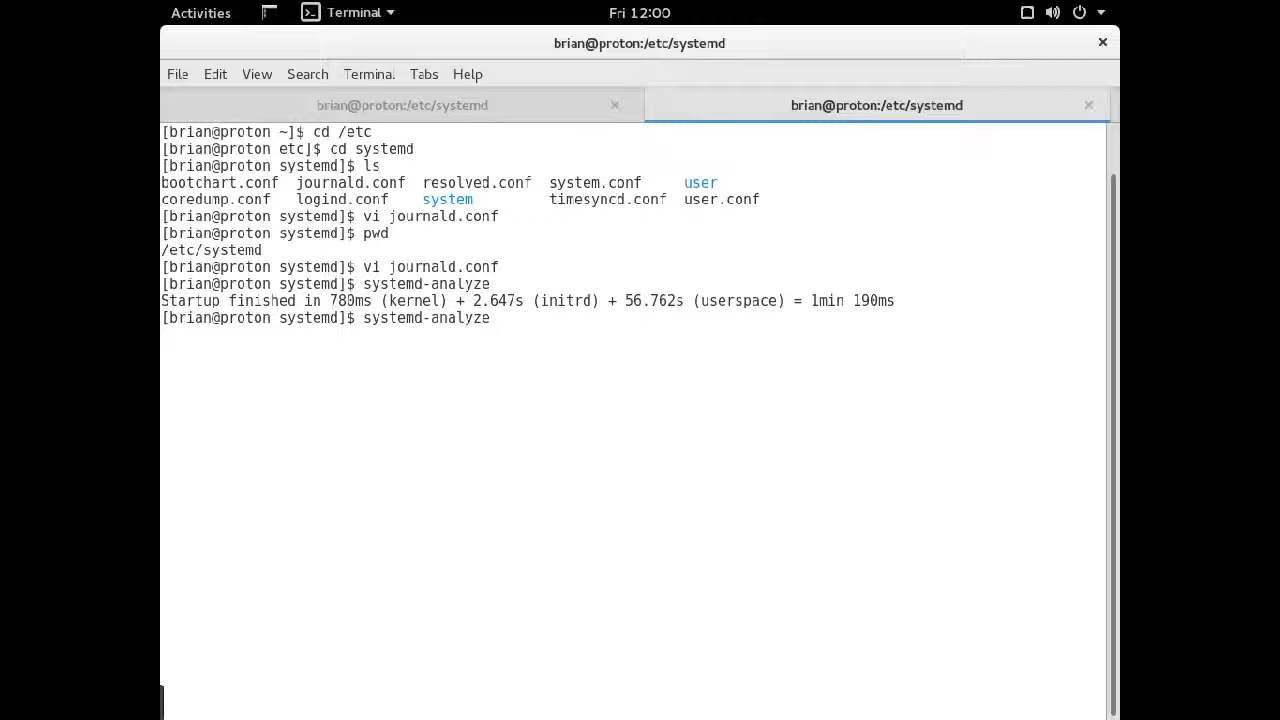 Activities Terminal Fri 12:00
brian@proton:/etc/systemd ×
File Edit View Search Terminal Tabs Help
brian@proton:/etc/systemd × brian@proton:/etc/systemd ×
[brian@proton ~]$ cd /etc
[brian@proton etc]$ cd systemd
[brian@proton systemd]$ ls
bootchart.conf journald.conf resolved.conf system.conf user
coredump.conf logind.conf system timesyncd.conf user.conf
[brian@proton systemd]$ vi journald.conf
[brian@proton systemd]$ pwd
/etc/systemd
[brian@proton systemd]$ vi journald.conf
[brian@proton systemd]$ systemd-analyze
Startup finished in 780ms (kernel) + 2.647s (initrd) + 56.762s (userspace) = 1min 190ms
[brian@proton systemd]$ systemd-analyze